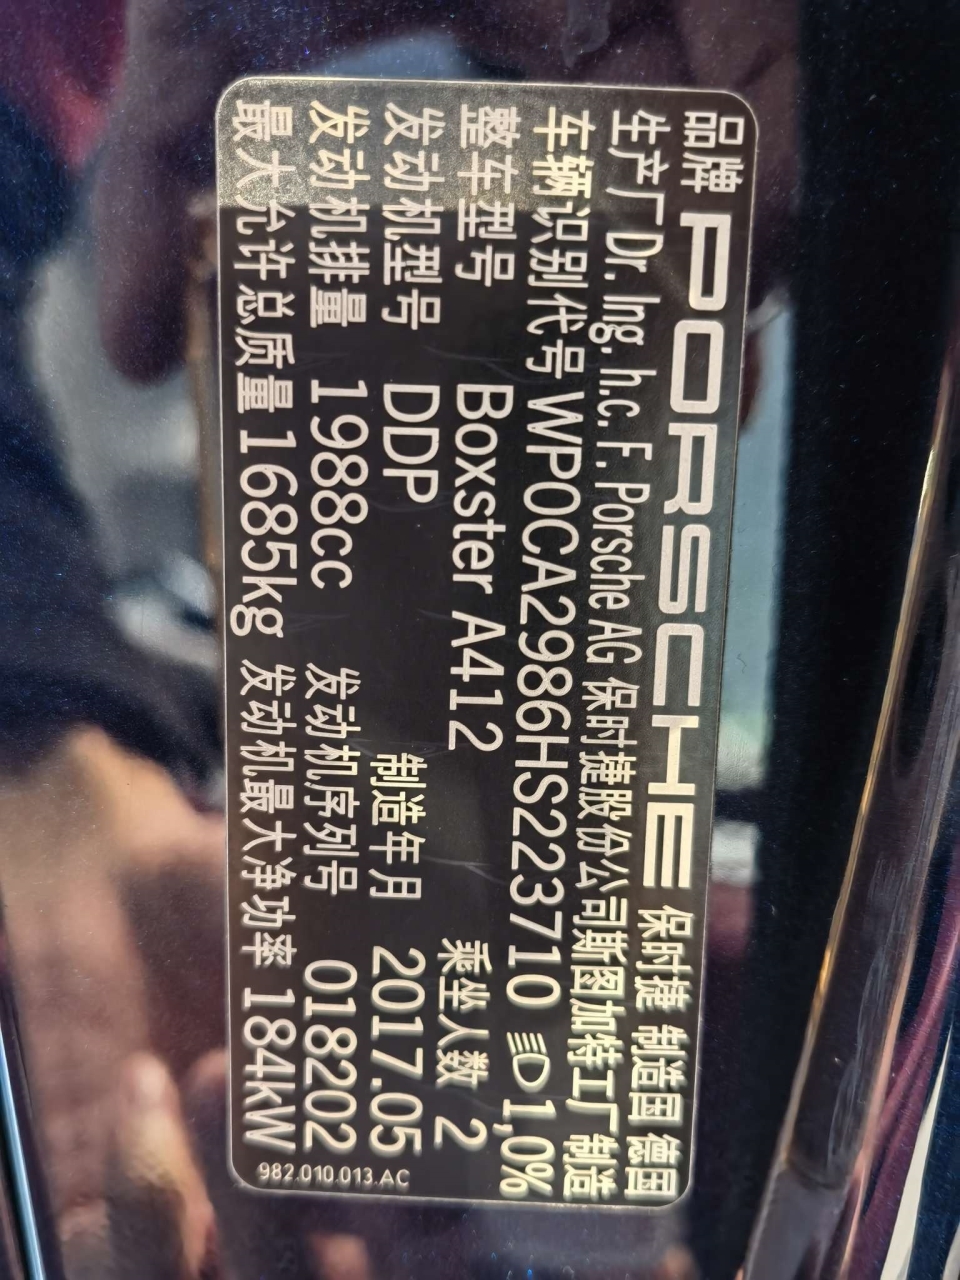 品牌 PORSCHE 保时捷 制造国 德国
生产厂 Dr. Ing. h.c. F. Porsche AG 保时捷股份公司斯图加特工厂制造
车辆识别代号 WP0CA2986HS223710 1,0%
整车型号 Boxster A412 乘坐人数 2
发动机型号 DDP 制造年月 2017.05
发动机排量 1988cc 发动机序列号 018202
最大允许总质量 1685kg 发动机最大净功率 184kW
982.010.013.AC